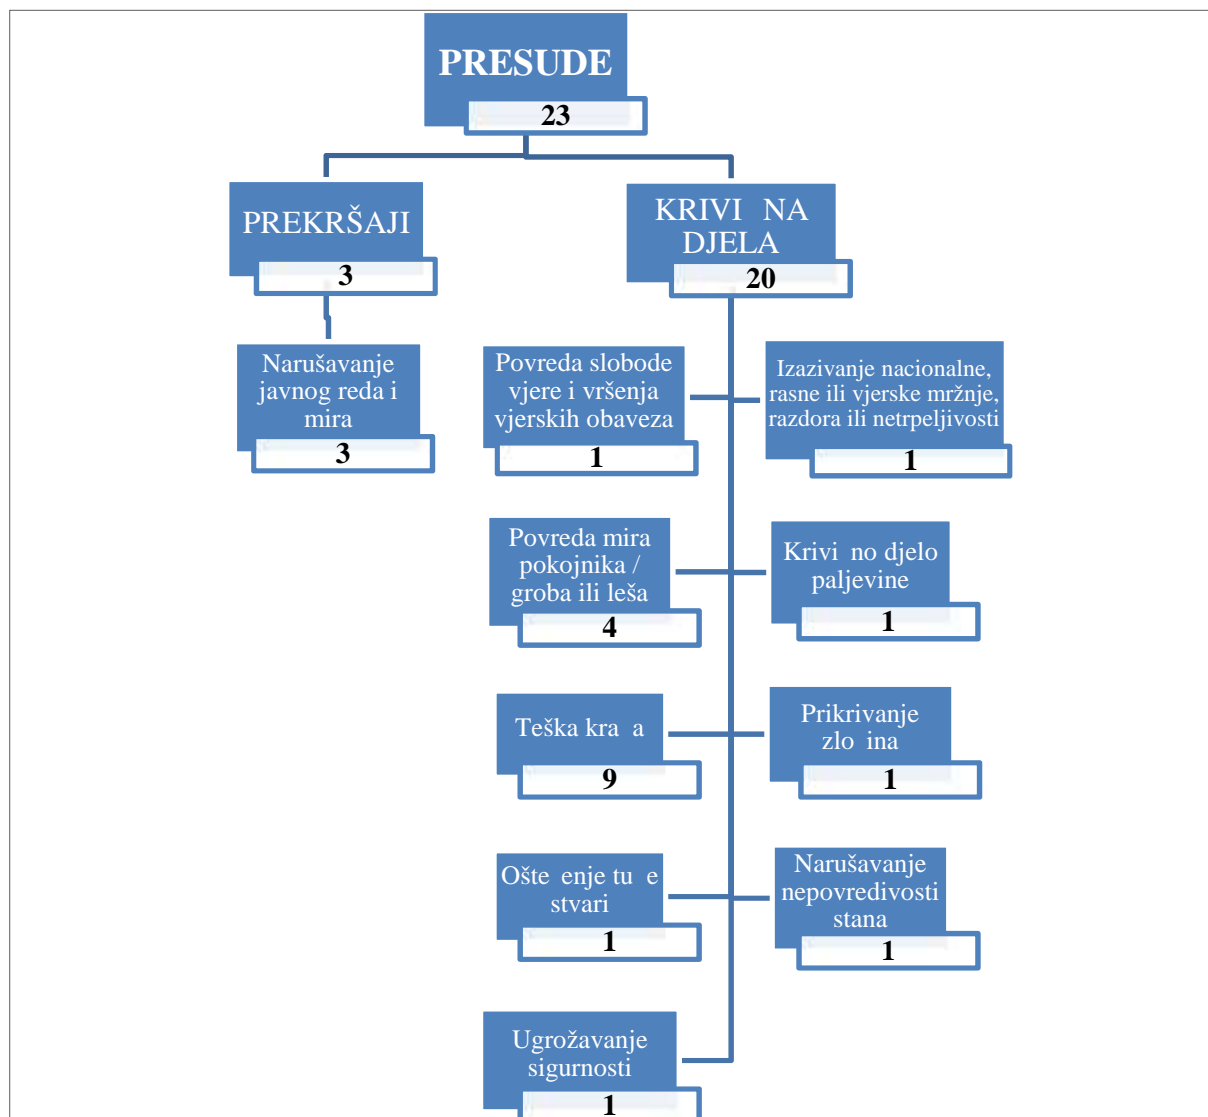 PRESUDE
23
PREKRŠAJI
3
KRIVI NA
DJELA
20
Narušavanje
javnog reda i
mira
3
Povreda slobode
vjere i vršenja
vjerskih obaveza
1
Izazivanje nacionalne,
rasne ili vjerske mržnje,
razdora ili netrpeljivosti
1
Povreda mira
pokojnika /
groba ili leša
4
Krivi no djelo
paljevine
1
Teška kra a
9
Prikrivanje
zlo ina
1
Ošte enje tu e
stvari
1
Narušavanje
nepovredivosti
stana
1
Ugrožavanje
sigurnosti
1